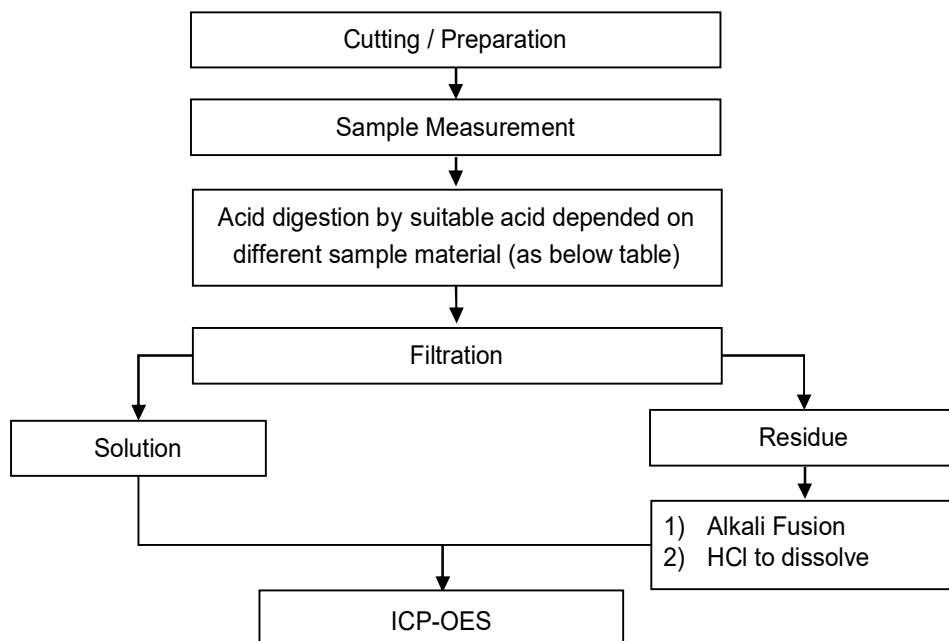 Cutting / Preparation
Sample Measurement
Acid digestion by suitable acid depended on
different sample material (as below table)
Filtration
Solution
Residue
1) Alkali Fusion
2) HCl to dissolve
ICP-OES